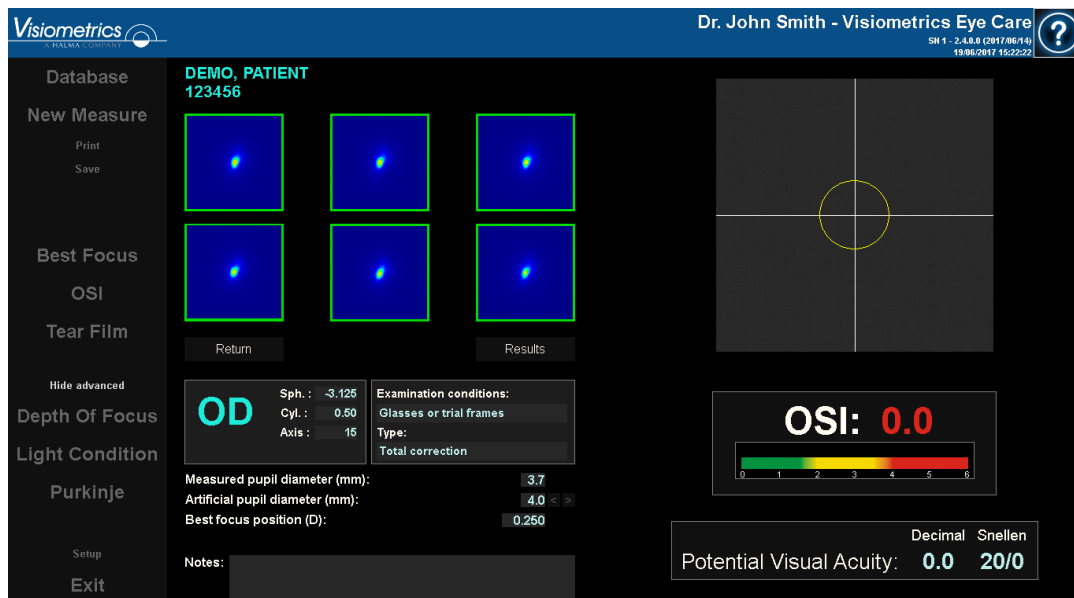 Visiometrics
A HALMA COMPANY
Dr. John Smith - Visiometrics Eye Care
SN 1 - 2.4.0.0 (2017/06/14)
19/06/2017 15:22:22
?
Database
New Measure
Print
Save
Best Focus
OSI
Tear Film
Hide advanced
Depth Of Focus
Light Condition
Purkinje
Setup
Exit
DEMO, PATIENT
123456
Return Results
OD
Sph. : -3.125
Cyl. : 0.50
Axis : 15
Examination conditions:
Glasses or trial frames
Type:
Total correction
Measured pupil diameter (mm): 3.7
Artificial pupil diameter (mm): 4.0 < >
Best focus position (D): 0.250
Notes:
OSI: 0.0
0 1 2 3 4 5 6
Decimal Snellen
Potential Visual Acuity: 0.0 20/0